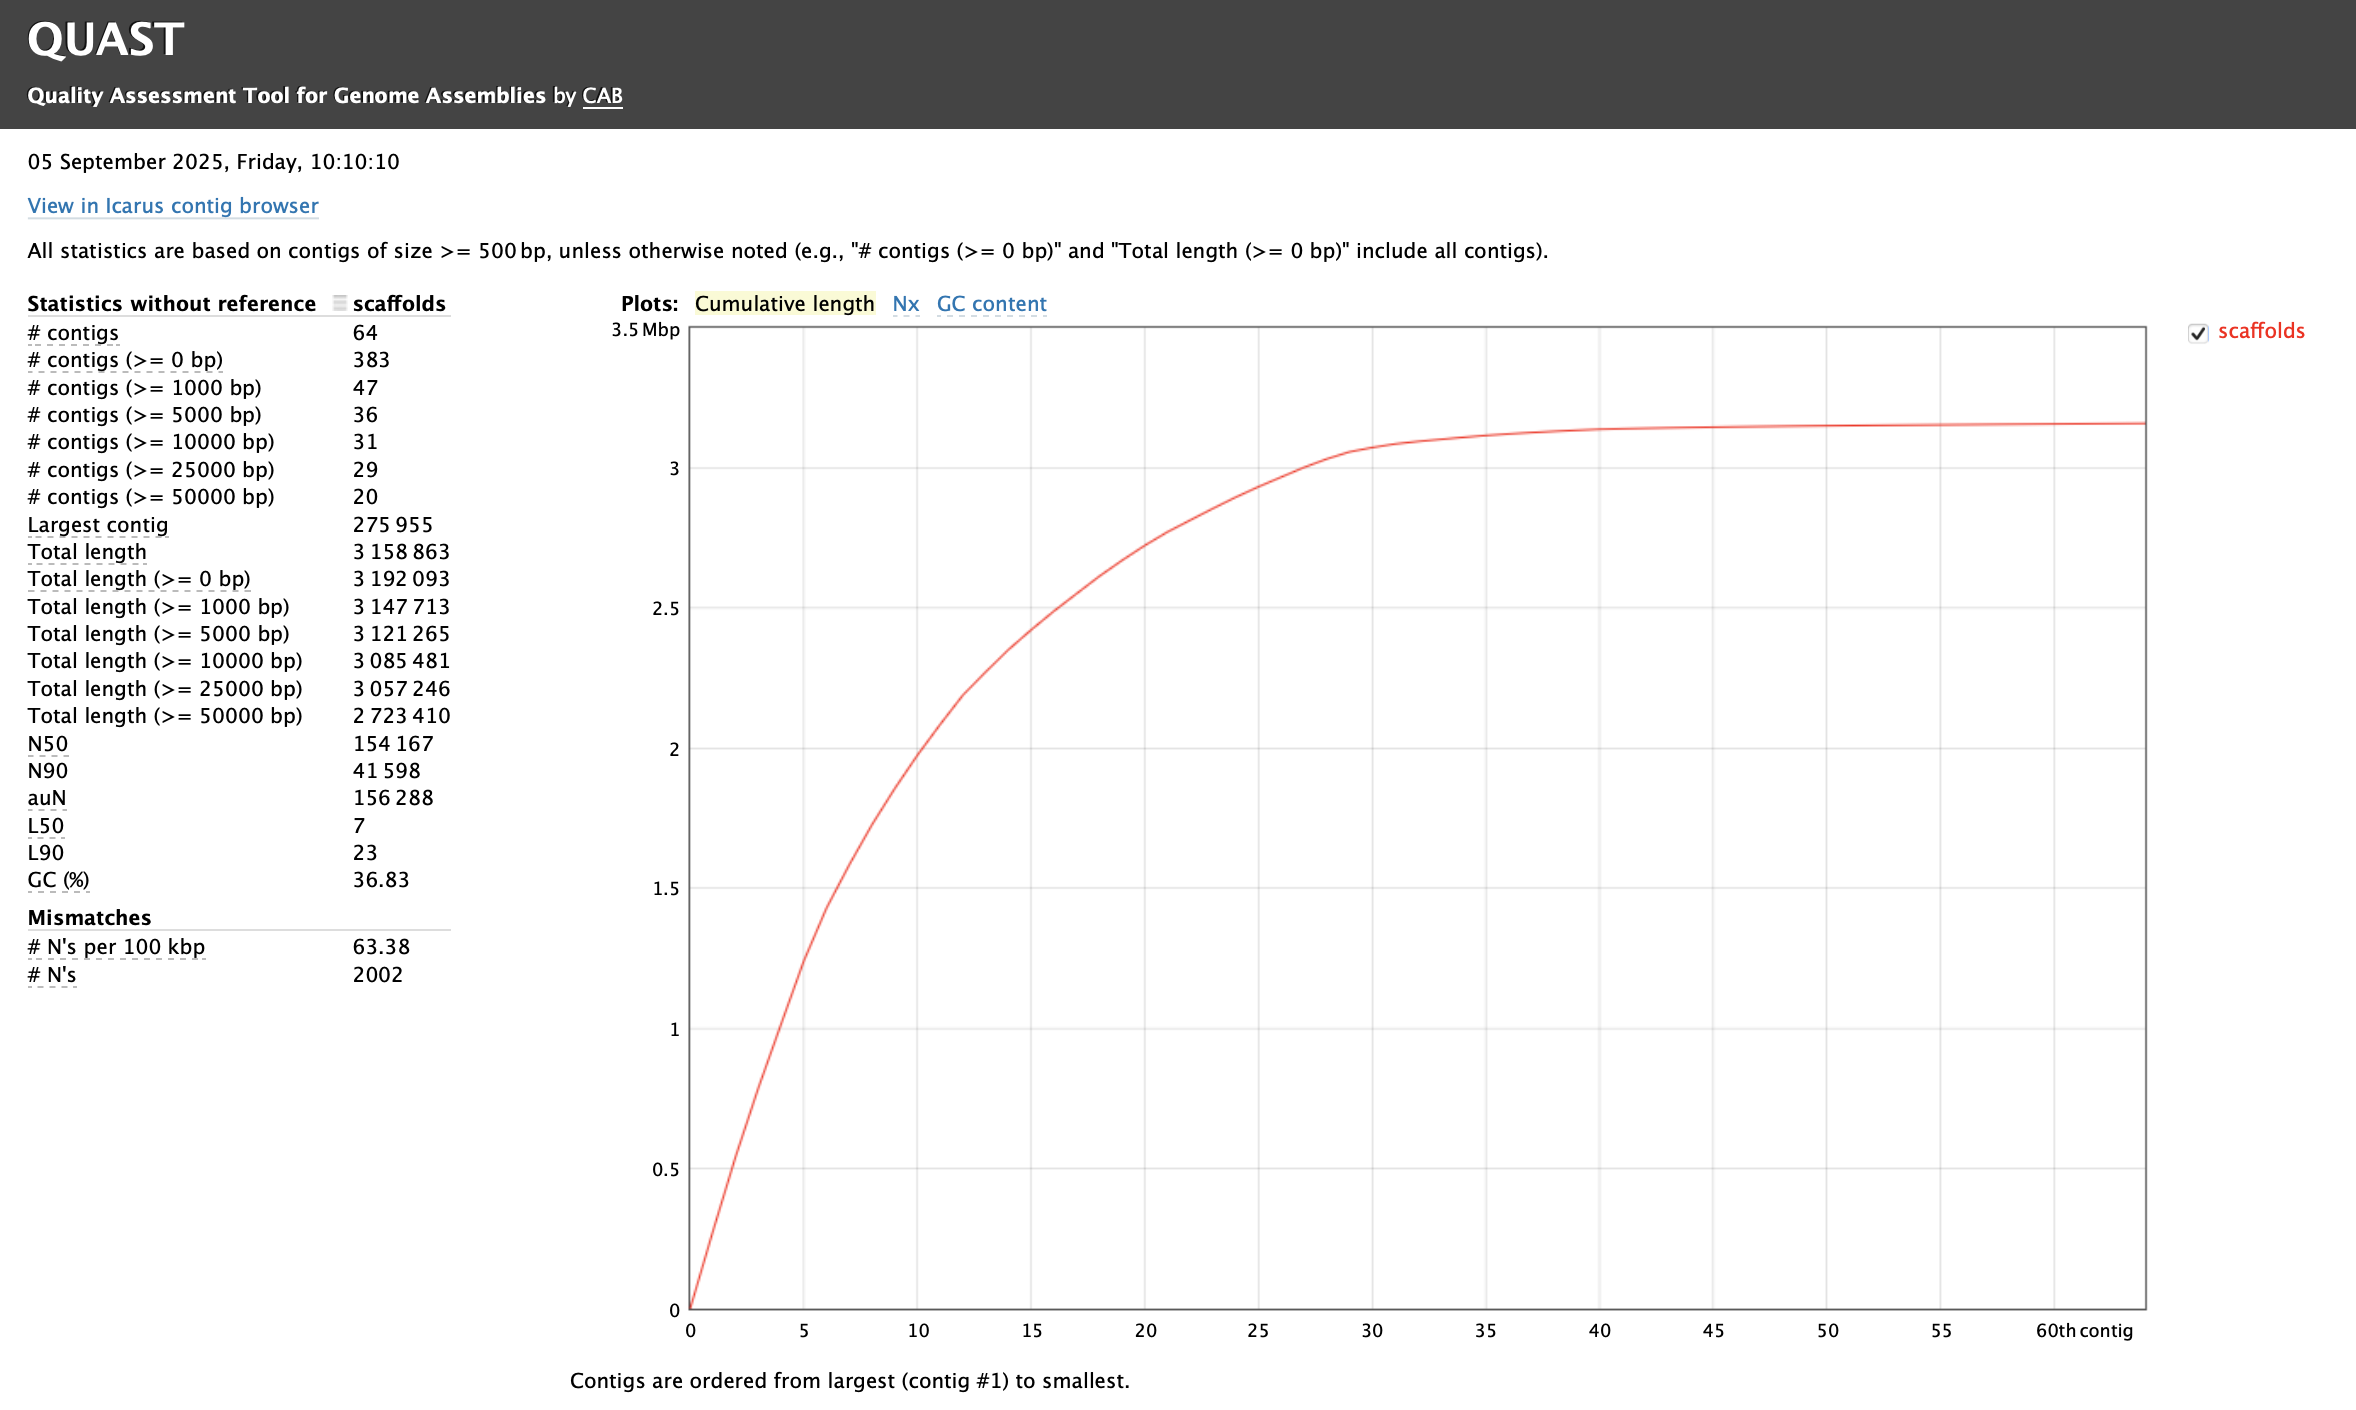 QUAST
Quality Assessment Tool for Genome Assemblies by CAB
05 September 2025, Friday, 10:10:10
View in Icarus contig browser
All statistics are based on contigs of size >= 500 bp, unless otherwise noted (e.g., "# contigs (>= 0 bp)" and "Total length (>= 0 bp)" include all contigs).
Statistics without reference scaffolds
# contigs 64
# contigs (>= 0 bp) 383
# contigs (>= 1000 bp) 47
# contigs (>= 5000 bp) 36
# contigs (>= 10000 bp) 31
# contigs (>= 25000 bp) 29
# contigs (>= 50000 bp) 20
Largest contig 275 955
Total length 3 158 863
Total length (>= 0 bp) 3 192 093
Total length (>= 1000 bp) 3 147 713
Total length (>= 5000 bp) 3 121 265
Total length (>= 10000 bp) 3 085 481
Total length (>= 25000 bp) 3 057 246
Total length (>= 50000 bp) 2 723 410
N50 154 167
N90 41 598
auN 156 288
L50 7
L90 23
GC (%) 36.83
Mismatches
# N's per 100 kbp 63.38
# N's 2002
Plots: Cumulative length Nx GC content
3.5 Mbp
3
2.5
2
1.5
1
0.5
0
0 5 10 15 20 25 30 35 40 45 50 55 60th contig
scaffolds
Contigs are ordered from largest (contig #1) to smallest.